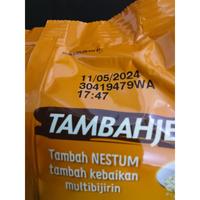 11/05/2024
30419479WA
17:47
TAMBAHJE
Tambah NESTUM
tambah kebaikan
multibijirin